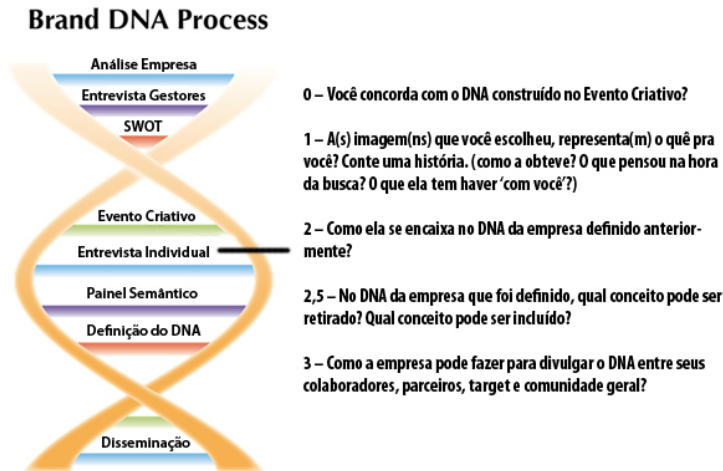 Brand DNA Process
Análise Empresa
Entrevista Gestores
SWOT
Evento Criativo
Entrevista Individual
Painel Semântico
Definição do DNA
Disseminação
0 – Você concorda com o DNA construído no Evento Criativo?
1 – A(s) imagem(ns) que você escolheu, representa(m) o quê pra
você? Conte uma história. (como a obteve? O que pensou na hora
da busca? O que ela tem haver ‘com você’?)
2 – Como ela se encaixa no DNA da empresa definido anterior-
mente?
2,5 – No DNA da empresa que foi definido, qual conceito pode ser
retirado? Qual conceito pode ser incluído?
3 – Como a empresa pode fazer para divulgar o DNA entre seus
colaboradores, parceiros, target e comunidade geral?